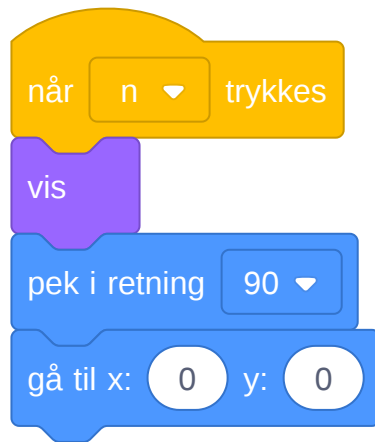 når n trykkes
vis
pek i retning 90
gå til x: 0 y: 0